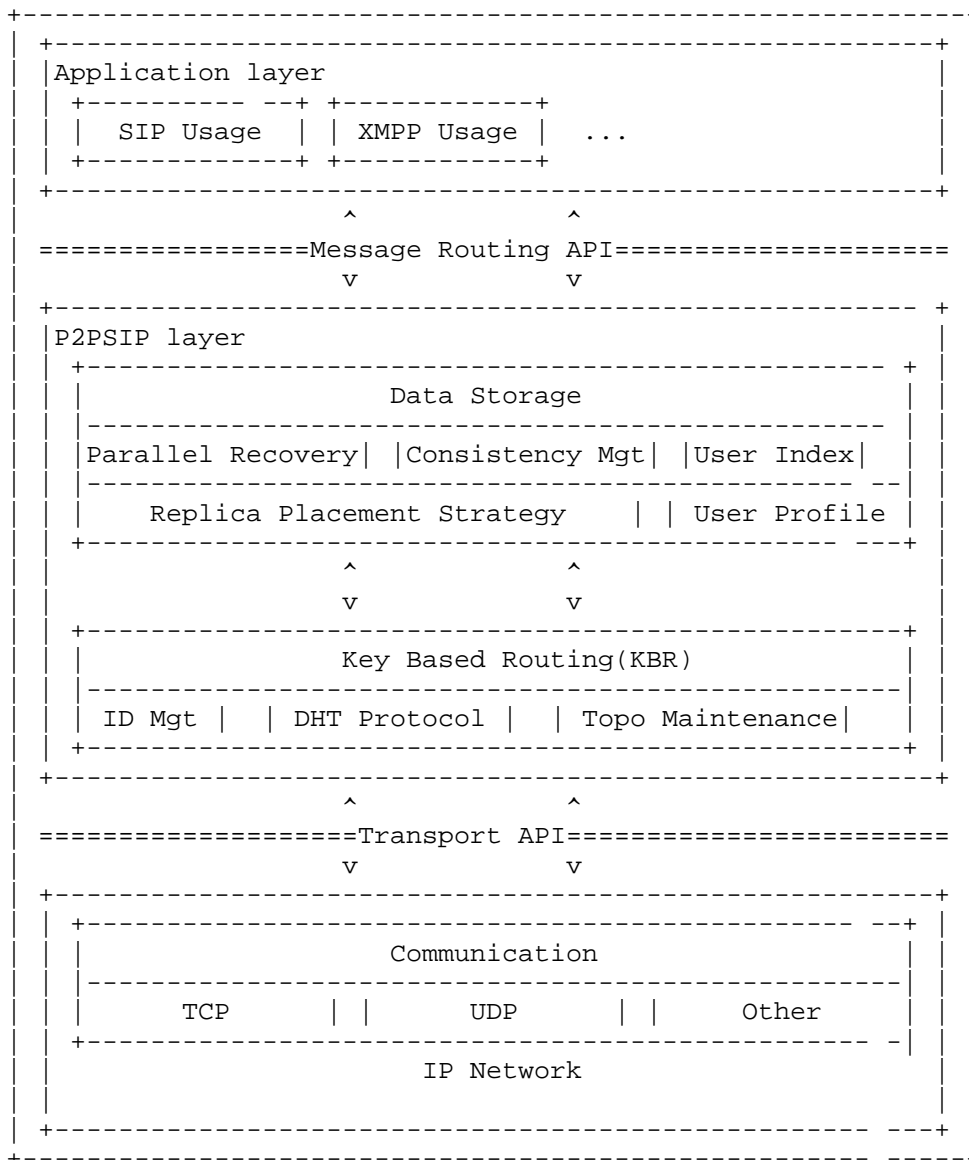 Application layer
SIP Usage | | XMPP Usage | ...
^ ^
=================Message Routing API=====================
v v
P2PSIP layer
Data Storage
Parallel Recovery| |Consistency Mgt| |User Index|
Replica Placement Strategy | | User Profile
^ ^
v v
Key Based Routing(KBR)
ID Mgt | | DHT Protocol | | Topo Maintenance|
^ ^
====================Transport API========================
v v
Communication
TCP | | UDP | | Other
IP Network